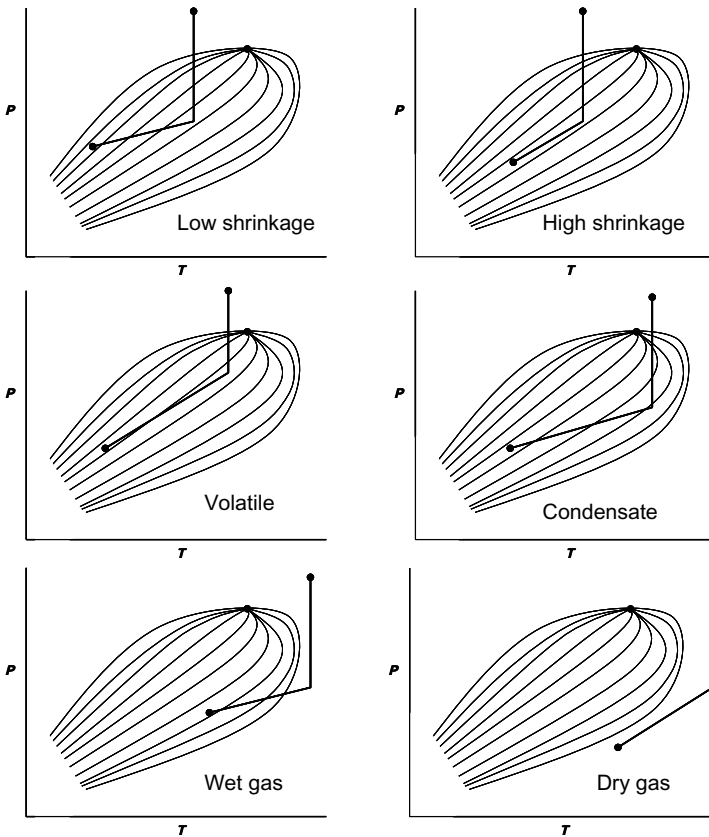 P
P
Low shrinkage
High shrinkage
T
T
P
P
Volatile
Condensate
T
T
P
P
Wet gas
Dry gas
T
T